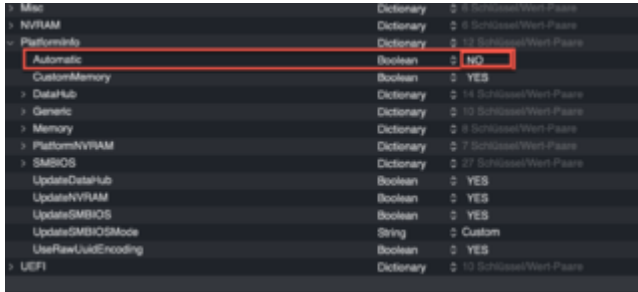 > Misc Dictionary 6 Schlüssel/Wert-Paare
> NVRAM Dictionary 6 Schlüssel/Wert-Paare
PlatformInfo Dictionary 12 Schlüssel/Wert-Paare
Automatic Boolean NO
CustomMemory Boolean YES
> DataHub Dictionary 14 Schlüssel/Wert-Paare
> Generic Dictionary 10 Schlüssel/Wert-Paare
> Memory Dictionary 8 Schlüssel/Wert-Paare
> PlatformNVRAM Dictionary 7 Schlüssel/Wert-Paare
> SMBIOS Dictionary 27 Schlüssel/Wert-Paare
UpdateDataHub Boolean YES
UpdateNVRAM Boolean YES
UpdateSMBIOS Boolean YES
UpdateSMBIOSMode String Custom
UseRawUuidEncoding Boolean YES
> UEFI Dictionary 10 Schlüssel/Wert-Paare